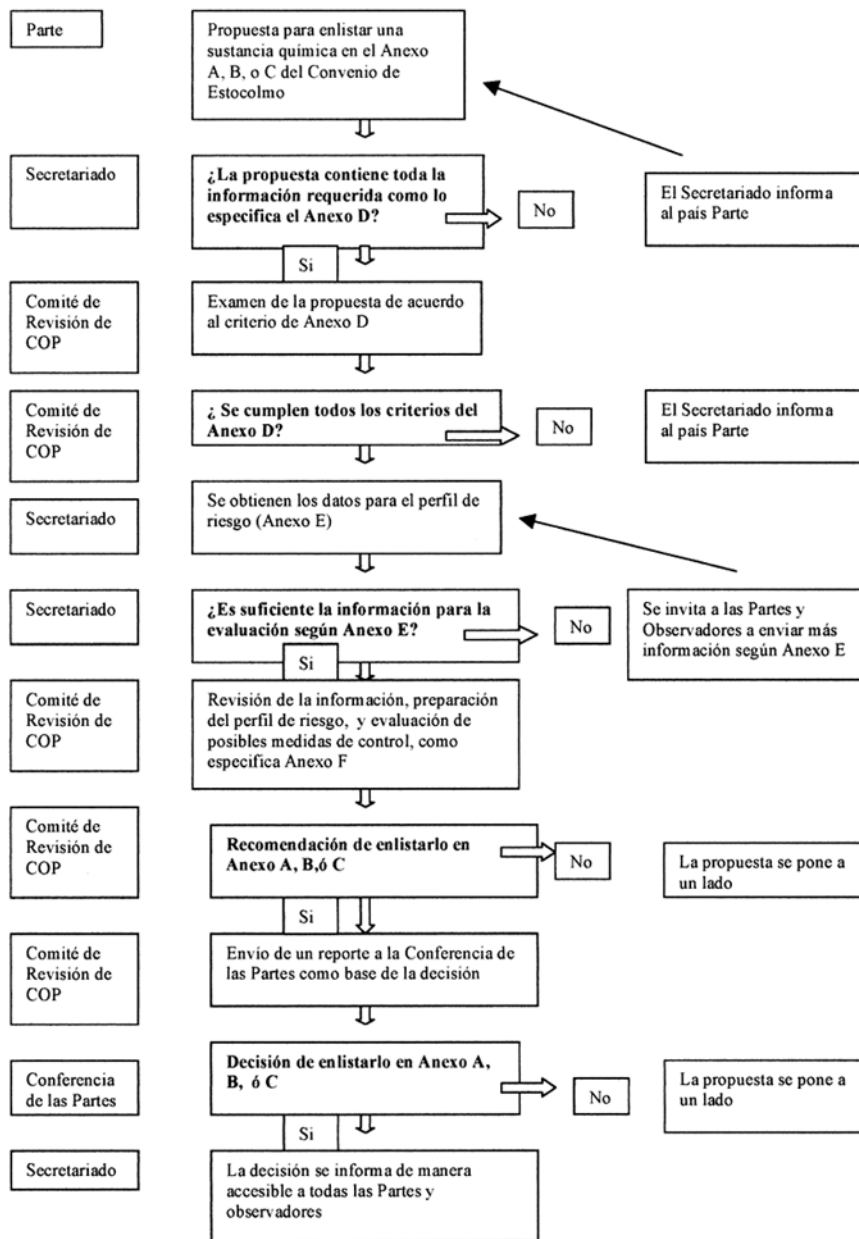 Parte
Propuesta para enlistar una
sustancia química en el Anexo
A, B, o C del Convenio de
Estocolmo
Secretariado
¿La propuesta contiene toda la
información requerida como lo
especifica el Anexo D?
No
El Secretariado informa
al país Parte
Si
Comité de
Revisión de
COP
Examen de la propuesta de acuerdo
al criterio de Anexo D
Comité de
Revisión de
COP
¿ Se cumplen todos los criterios del
Anexo D?
No
El Secretariado informa
al país Parte
Secretariado
Se obtienen los datos para el perfil de
riesgo (Anexo E)
Secretariado
¿Es suficiente la información para la
evaluación según Anexo E?
No
Se invita a las Partes y
Observadores a enviar más
información según Anexo E
Si
Comité de
Revisión de
COP
Revisión de la información, preparación
del perfil de riesgo, y evaluación de
posibles medidas de control, como
especifica Anexo F
Comité de
Revisión de
COP
Recomendación de enlistarlo en
Anexo A, B,ó C
No
La propuesta se pone a
un lado
Si
Comité de
Revisión de
COP
Envío de un reporte a la Conferencia de
las Partes como base de la decisión
Conferencia
de las Partes
Decisión de enlistarlo en Anexo A,
B, ó C
No
La propuesta se pone a
un lado
Si
Secretariado
La decisión se informa de manera
accesible a todas las Partes y
observadores